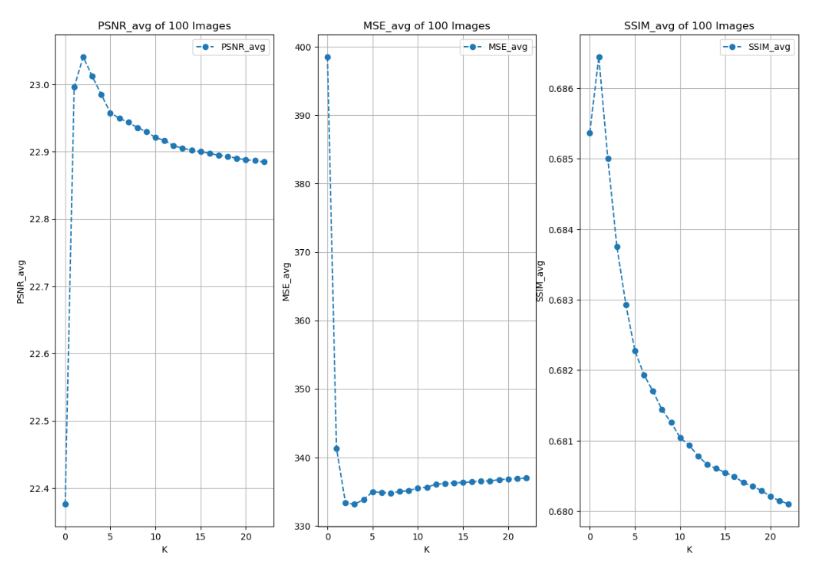 PSNR_avg of 100 Images
PSNR_avg
23.0
22.9
22.8
22.7
22.6
22.5
22.4
PSNR_avg
0 5 10 15 20
K
MSE_avg of 100 Images
MSE_avg
400
390
380
370
360
350
340
330
MSE_avg
0 5 10 15 20
K
SSIM_avg of 100 Images
SSIM_avg
0.686
0.685
0.684
0.683
0.682
0.681
0.680
SSIM_avg
0 5 10 15 20
K